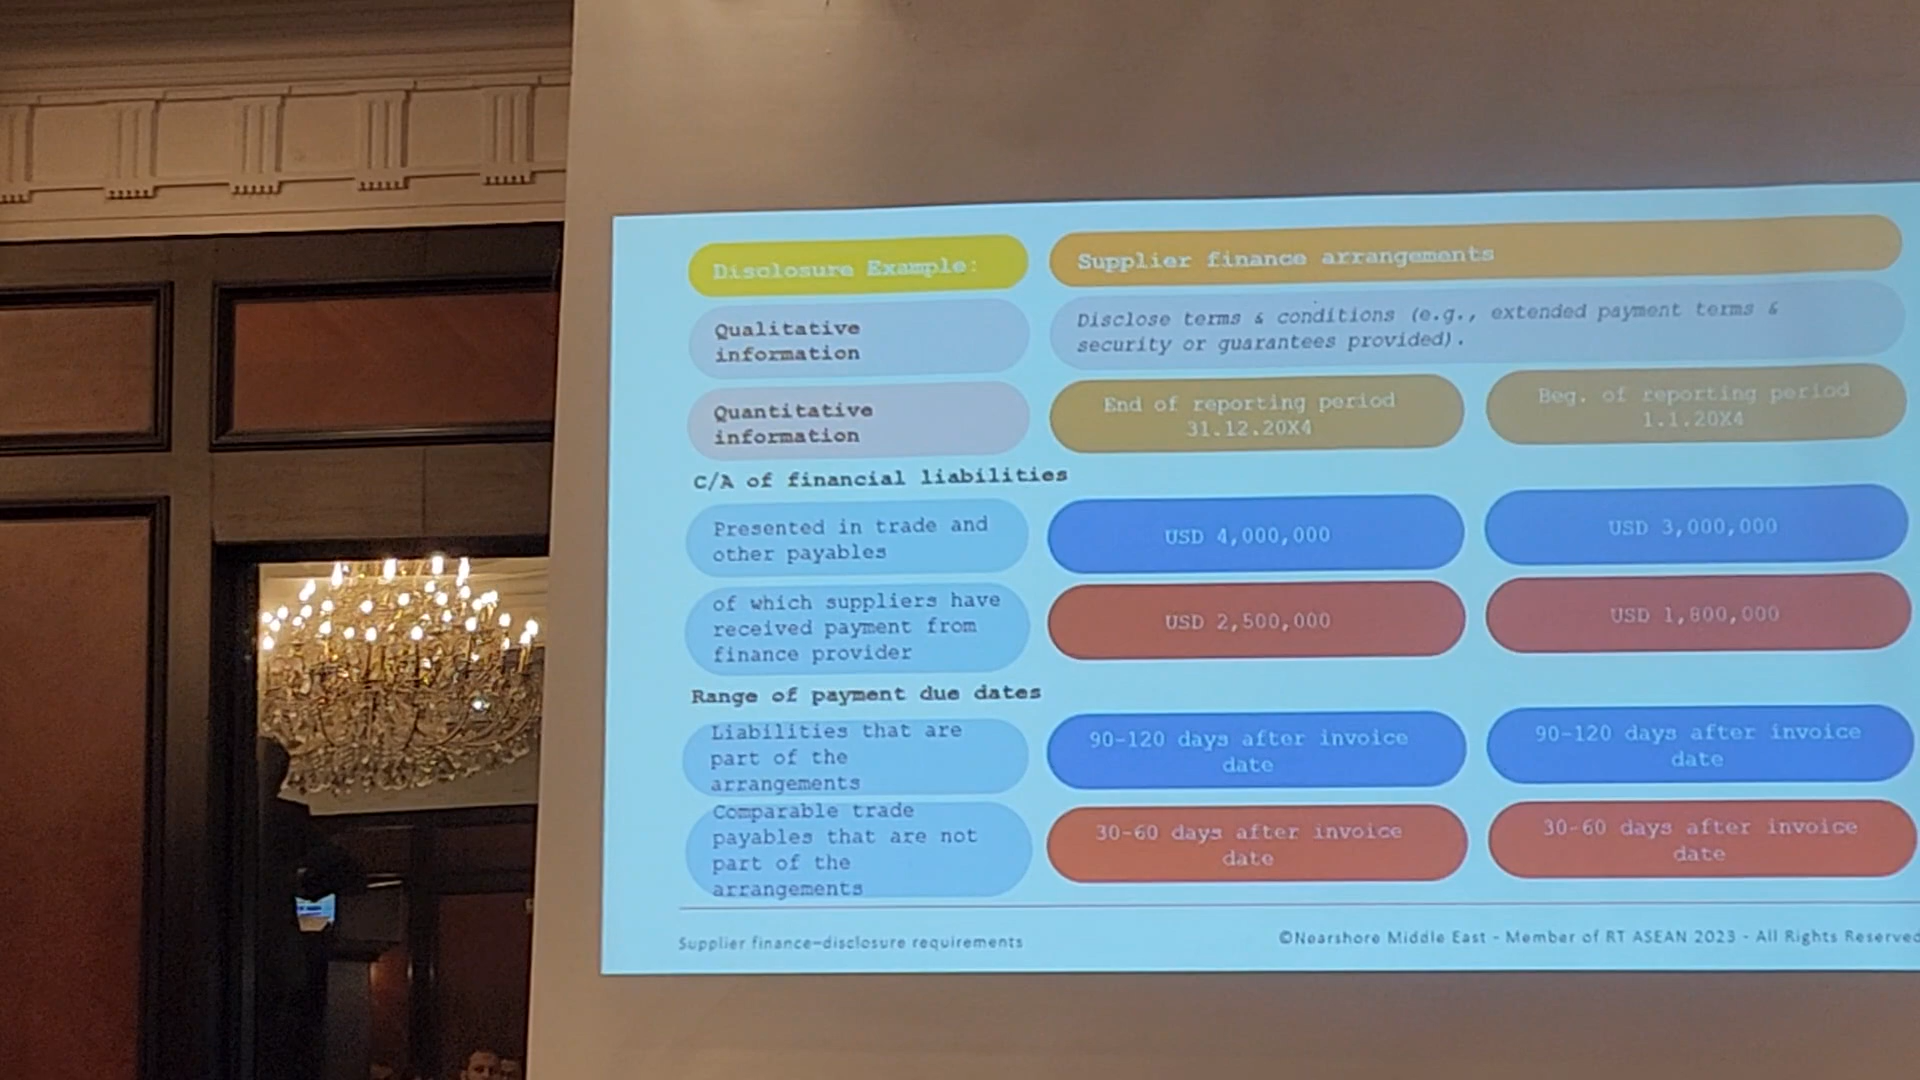 Disclosure Example:
Supplier finance arrangements
Qualitative
information
Disclose terms & conditions (e.g., extended payment terms &
security or guarantees provided).
Quantitative
information
End of reporting period
31.12.20X4
Beg. of reporting period
1.1.20X4
C/A of financial liabilities
Presented in trade and
other payables
USD 4,000,000
USD 3,000,000
of which suppliers have
received payment from
finance provider
USD 2,500,000
USD 1,800,000
Range of payment due dates
Liabilities that are
part of the
arrangements
90-120 days after invoice
date
90-120 days after invoice
date
Comparable trade
payables that are not
part of the
arrangements
30-60 days after invoice
date
30-60 days after invoice
date
Supplier finance–disclosure requirements
©Nearshore Middle East - Member of RT ASEAN 2023 - All Rights Reserved